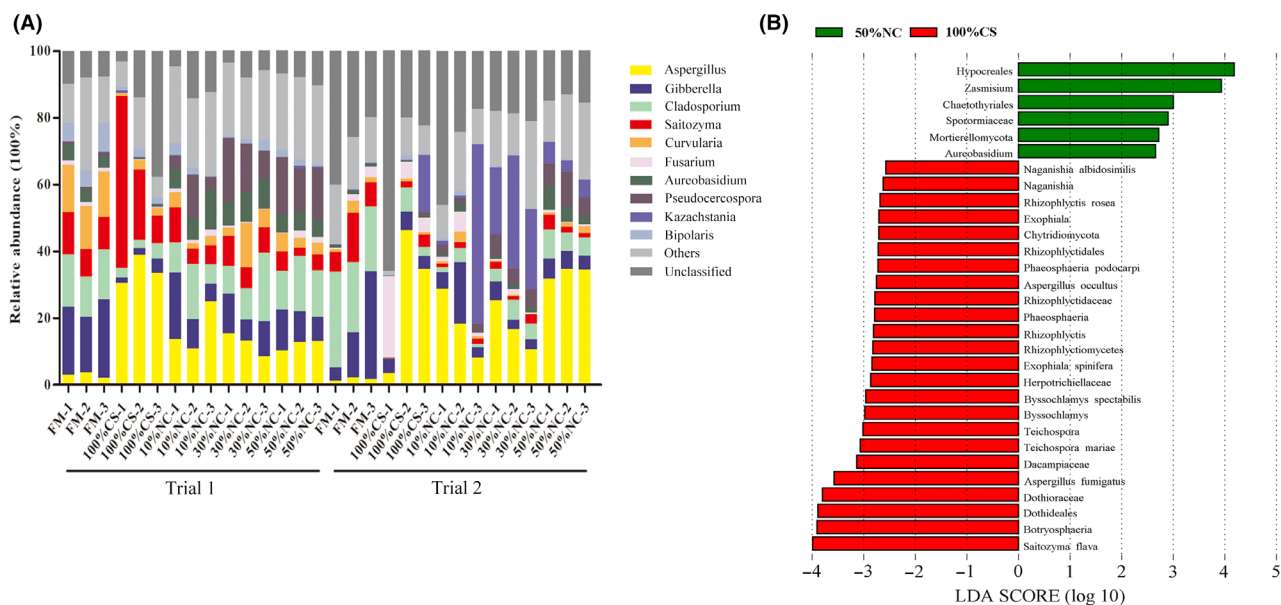 (A)
Relative abundance (100%)
100
80
60
40
20
0
FM-1
FM-2
FM-3
100%CS-1
100%CS-2
100%CS-3
10%NC-1
10%NC-2
10%NC-3
30%NC-1
30%NC-2
30%NC-3
50%NC-1
50%NC-2
50%NC-3
FM-1
FM-2
FM-3
100%CS-1
100%CS-2
100%CS-3
10%NC-1
10%NC-2
10%NC-3
30%NC-1
30%NC-2
30%NC-3
50%NC-1
50%NC-2
50%NC-3
Trial 1
Trial 2
Aspergillus
Gibberella
Cladosporium
Saitozyma
Curvularia
Fusarium
Aureobasidium
Pseudocercospora
Kazachstania
Bipolaris
Others
Unclassified
(B)
50%NC
100%CS
Hypocreales
Zasmisium
Chaetothyriales
Sporormiaceae
Mortierellomycota
Aureobasidium
Naganishia albidosimilis
Naganishia
Rhizophlyctis rosea
Exophiala
Chytridiomycota
Rhizophlyctidales
Phaeosphaeria podocarpi
Aspergillus occultus
Rhizophlyctidaceae
Phaeosphaeria
Rhizophlyctis
Rhizophlyctiomycetes
Exophiala spinifera
Herpotrichiellaceae
Byssochlamys spectabilis
Byssochlamys
Teichospora
Teichospora mariae
Dacampiaceae
Aspergillus fumigatus
Dothioraceae
Dothideales
Botryosphaeria
Saitozyma flava
−4 −3 −2 −1 0 1 2 3 4 5
LDA SCORE (log 10)